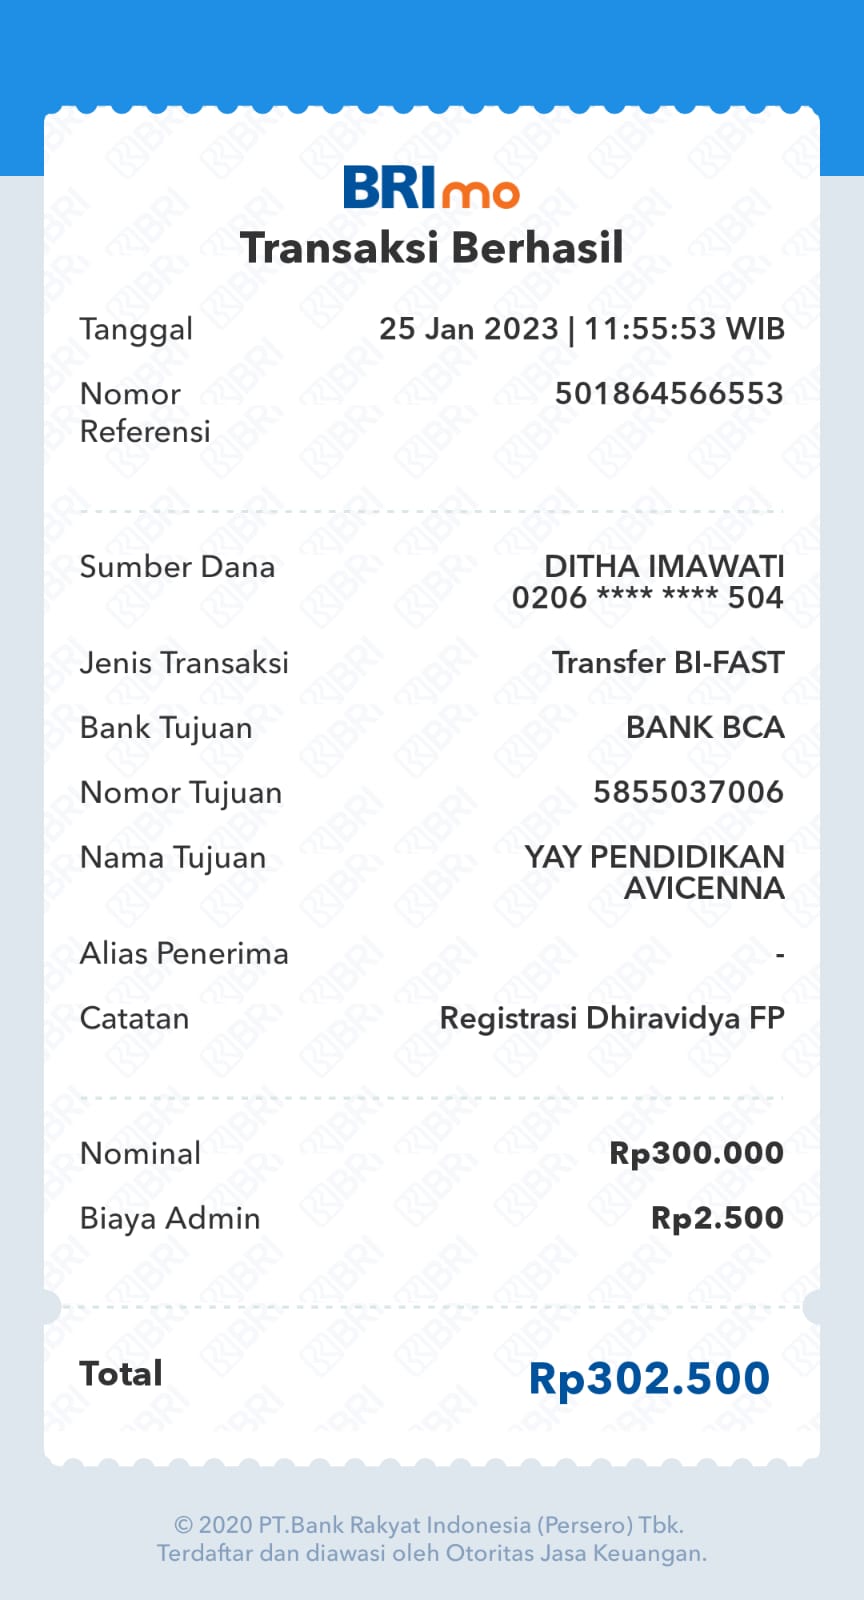 BRImo
Transaksi Berhasil
Tanggal 25 Jan 2023 | 11:55:53 WIB
Nomor Referensi 501864566553
Sumber Dana DITHA IMAWATI
0206 **** **** 504
Jenis Transaksi Transfer BI-FAST
Bank Tujuan BANK BCA
Nomor Tujuan 5855037006
Nama Tujuan YAY PENDIDIKAN
AVICENNA
Alias Penerima -
Catatan Registrasi Dhiravidya FP
Nominal Rp300.000
Biaya Admin Rp2.500
Total Rp302.500
© 2020 PT.Bank Rakyat Indonesia (Persero) Tbk.
Terdaftar dan diawasi oleh Otoritas Jasa Keuangan.